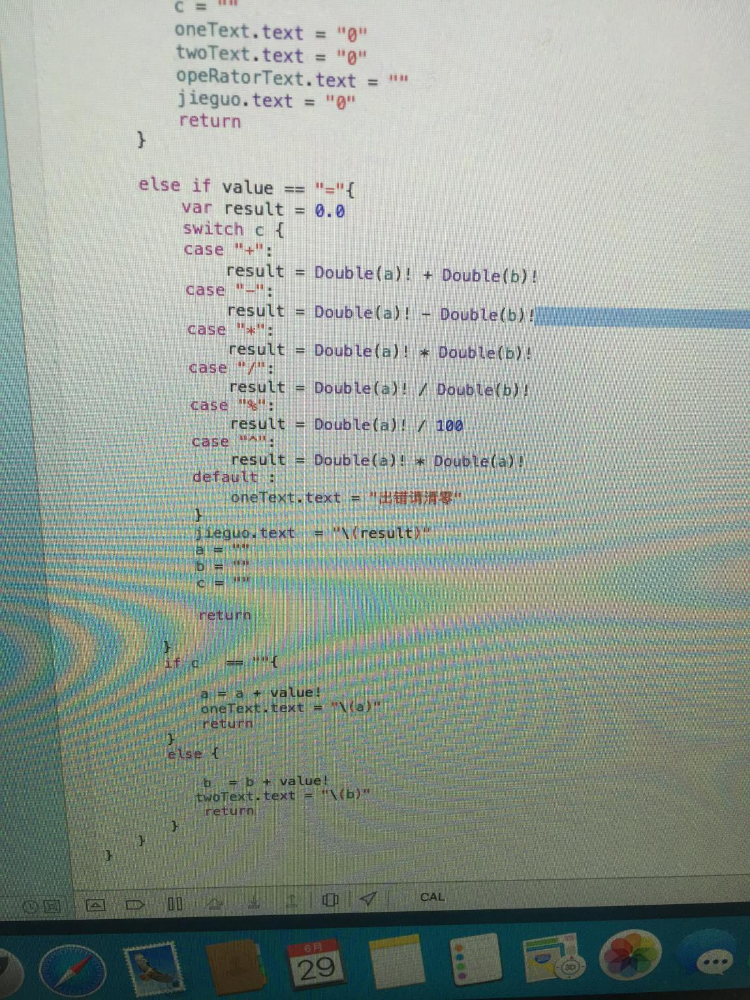 c = ""
oneText.text = "0"
twoText.text = "0"
opeRatorText.text = ""
jieguo.text = "0"
return
}
else if value == "="{
var result = 0.0
switch c {
case "+":
result = Double(a)! + Double(b)!
case "-":
result = Double(a)! - Double(b)!
case "*":
result = Double(a)! * Double(b)!
case "/":
result = Double(a)! / Double(b)!
case "%":
result = Double(a)! / 100
case "^":
result = Double(a)! * Double(a)!
default :
oneText.text = "出错请清零"
}
jieguo.text  = "\(result)"
a = ""
b = ""
c = ""
return
}
if c   == ""{
a = a + value!
oneText.text = "\(a)"
return
}
else {
b  = b + value!
twoText.text = "\(b)"
return
}
}
}
CAL
6月
29
3D